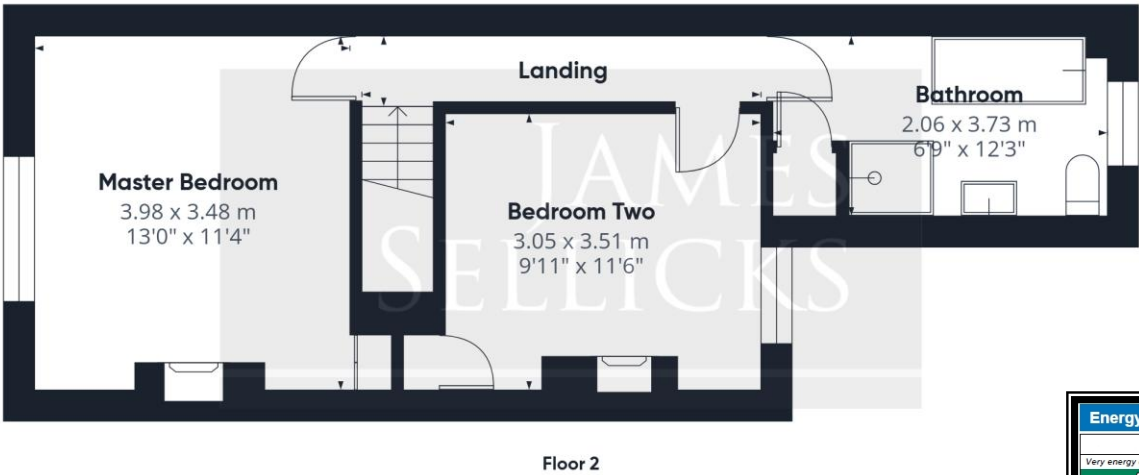 Landing
Bathroom
2.06 x 3.73 m
6'9" x 12'3"
Master Bedroom
3.98 x 3.48 m
13'0" x 11'4"
Bedroom Two
3.05 x 3.51 m
9'11" x 11'6"
JAMES
SELLICKS
Floor 2
Energy
Very energy